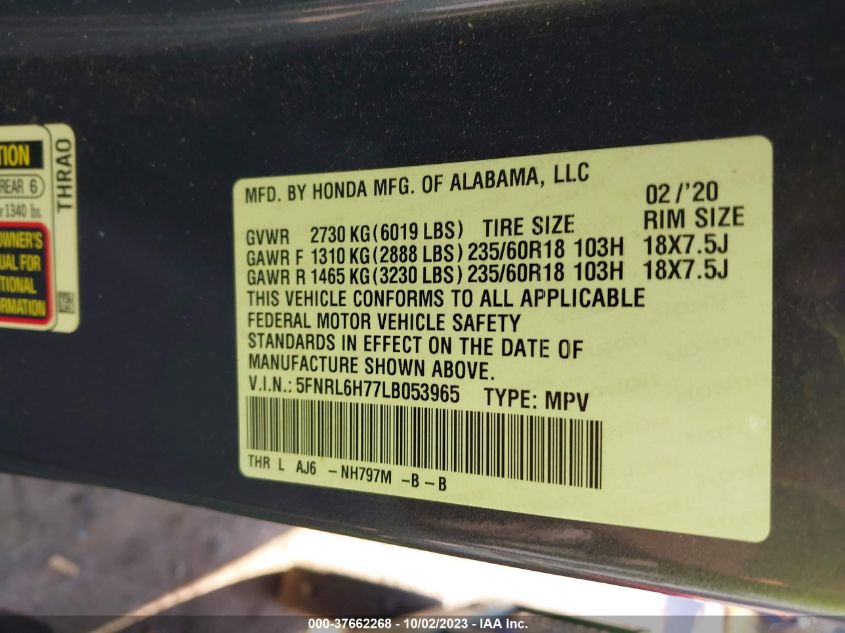 TION
REAR 6
1340 lbs.
OWNER'S
UAL FOR
TIONAL
RMATION
THRAO
MFD. BY HONDA MFG. OF ALABAMA, LLC 02/'20
GVWR 2730 KG(6019 LBS) TIRE SIZE RIM SIZE
GAWR F 1310 KG(2888 LBS) 235/60R18 103H 18X7.5J
GAWR R 1465 KG(3230 LBS) 235/60R18 103H 18X7.5J
THIS VEHICLE CONFORMS TO ALL APPLICABLE
FEDERAL MOTOR VEHICLE SAFETY
STANDARDS IN EFFECT ON THE DATE OF
MANUFACTURE SHOWN ABOVE.
V.I.N.: 5FNRL6H77LB053965 TYPE: MPV
THR L AJ6 -NH797M -B-B
000-37662268 - 10/02/2023 - IAA, Inc.